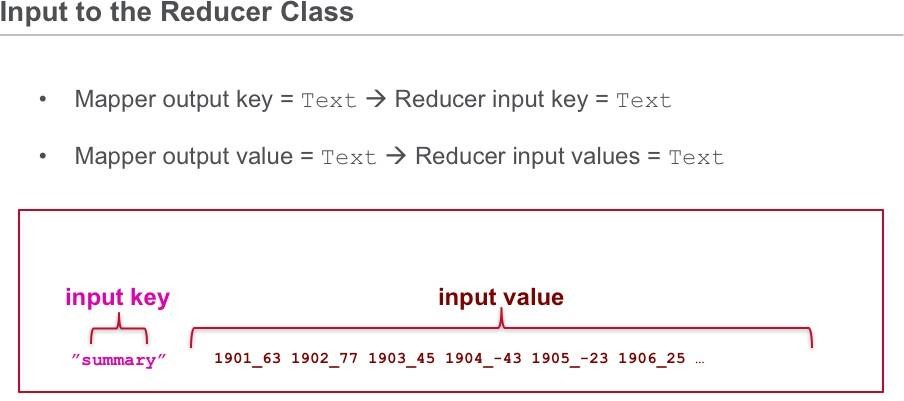 Input to the Reducer Class
• Mapper output key = Text → Reducer input key = Text
• Mapper output value = Text → Reducer input values = Text
input key input value
”summary” 1901_63 1902_77 1903_45 1904_-43 1905_-23 1906_25 …